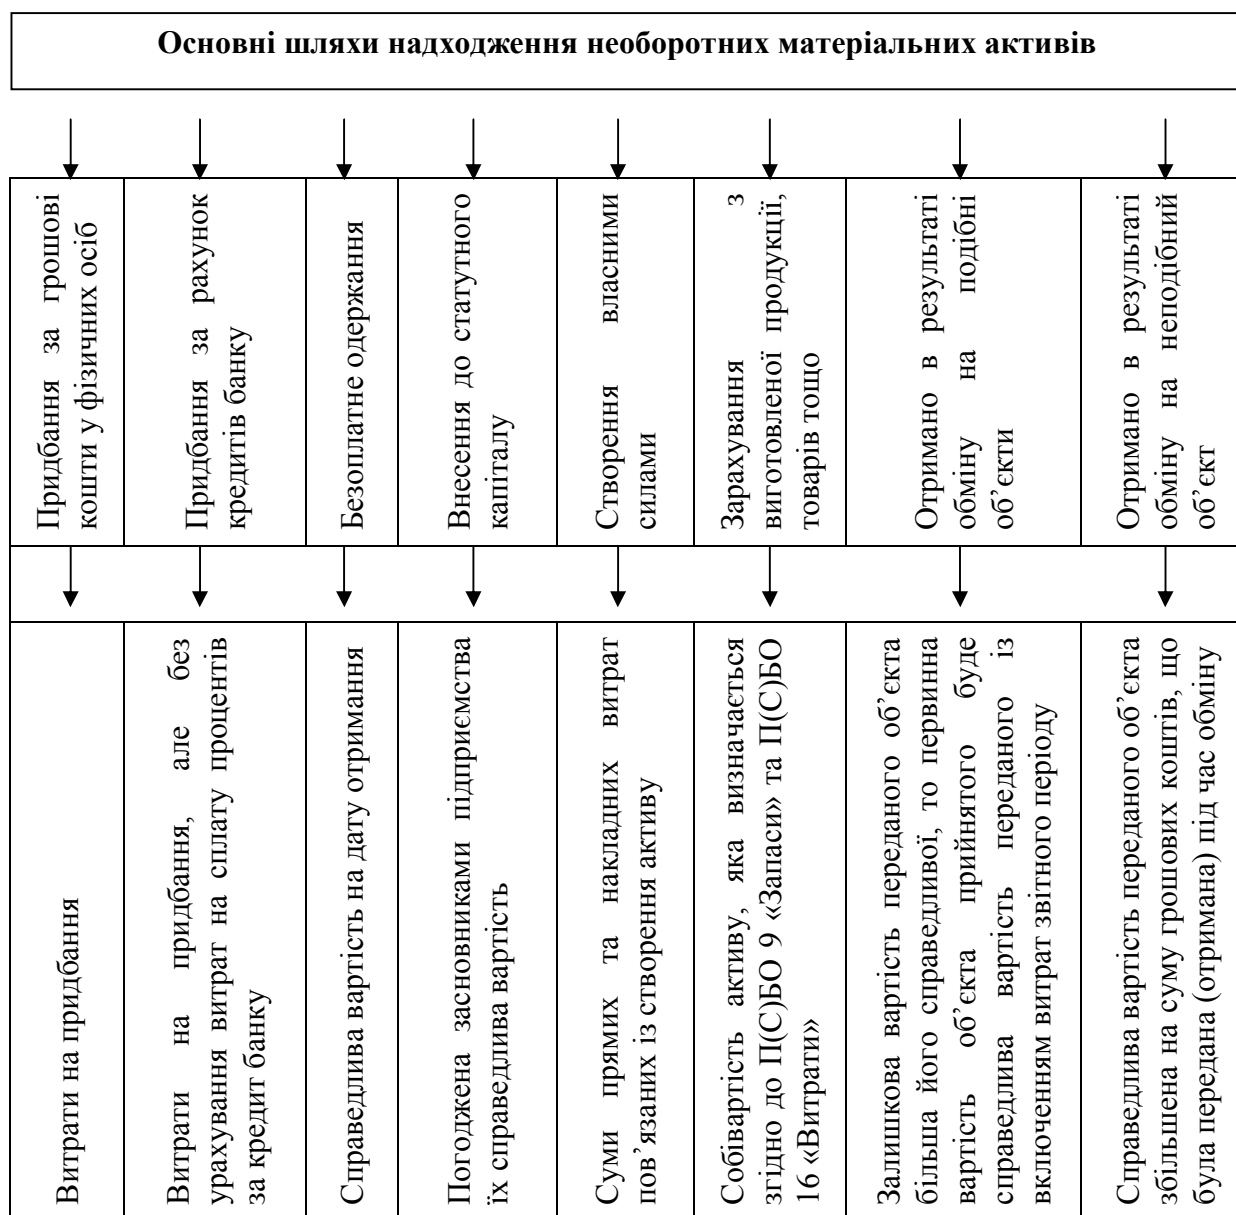 Основні шляхи надходження необоротних матеріальних активів
Придбання за грошові
кошти у фізичних осіб
Придбання за рахунок
кредитів банку
Безоплатне одержання
Внесення до статутного
капіталу
Створення власними
силами
Зарахування з
виготовленої продукції,
товарів тощо
Отримано в результаті
обміну на подібні
об’єкти
Отримано в результаті
обміну на неподібний
об’єкт
Витрати на придбання
Витрати на придбання, але без
урахування витрат на сплату процентів
за кредит банку
Справедлива вартість на дату отримання
Погоджена засновниками підприємства
їх справедлива вартість
Суми прямих та накладних витрат
пов’язаних із створення активу
Собівартість активу, яка визначається
згідно до П(С)БО 9 «Запаси» та П(С)БО
16 «Витрати»
Залишкова вартість переданого об’єкта
більша його справедливої, то первинна
вартість об’єкта прийнятого буде
справедлива вартість переданого із
включенням витрат звітного періоду
Справедлива вартість переданого об’єкта
збільшена на суму грошових коштів, що
була передана (отримана) під час обміну